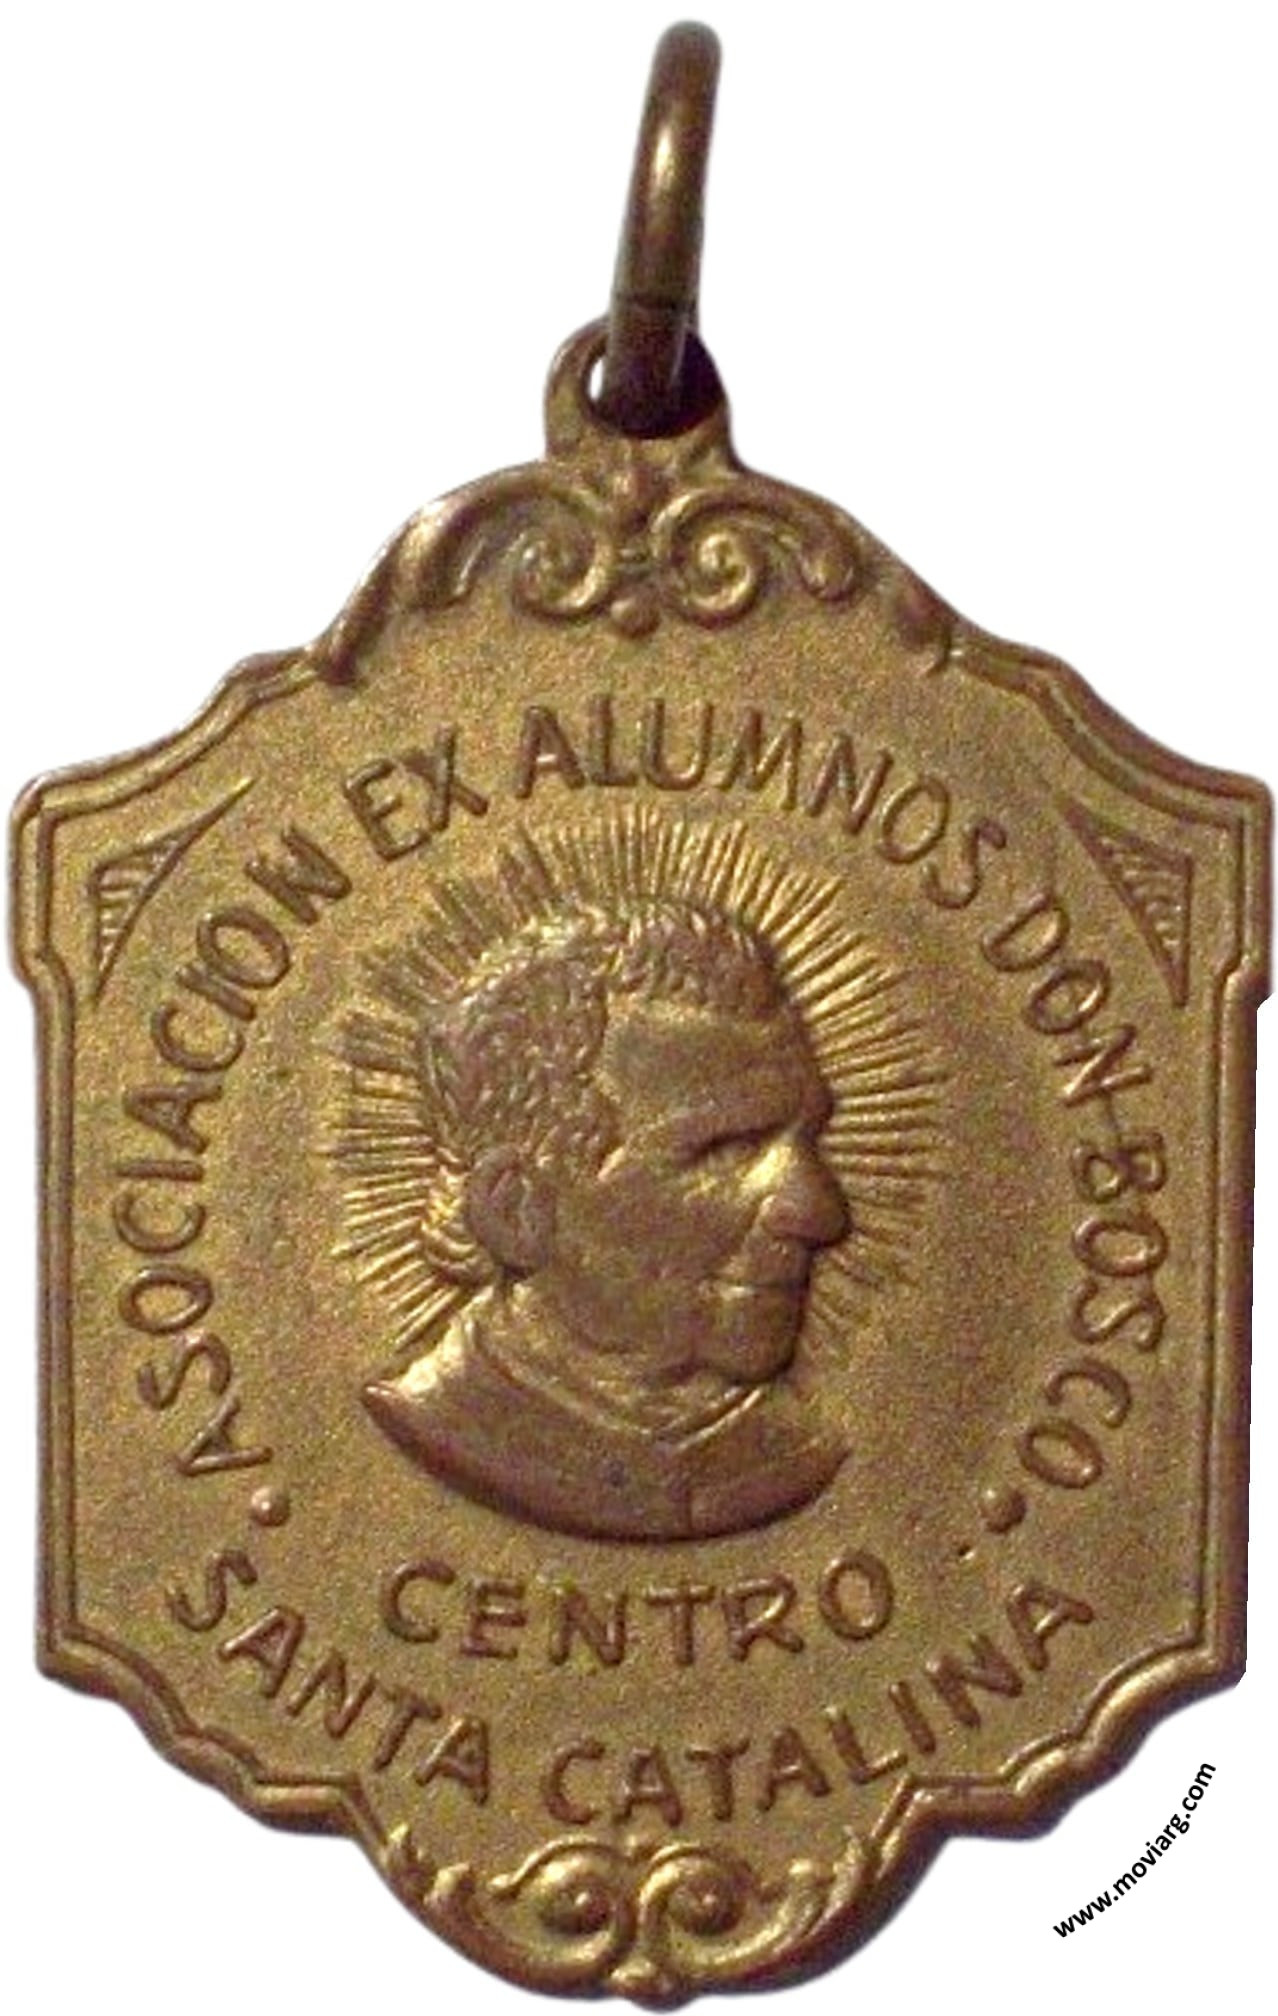 ASOCIACION EX ALUMNOS DON BOSCO
CENTRO
SANTA CATALINA
www.moviarg.com